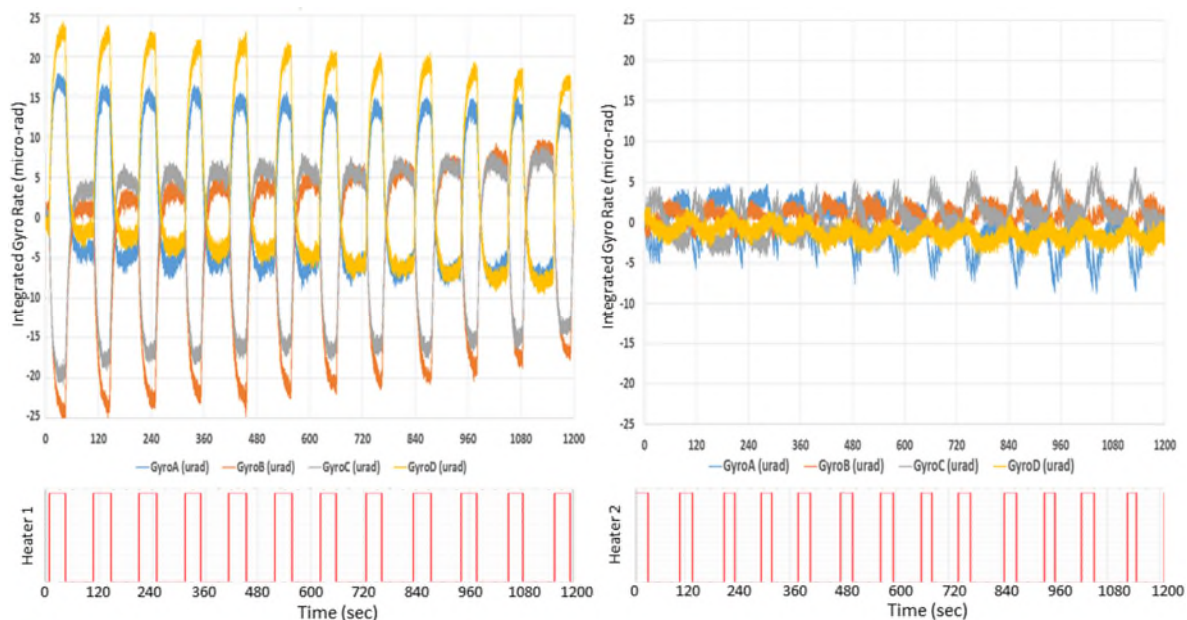 Integrated Gyro Rate (micro-rad)
25
20
15
10
5
0
-5
-10
-15
-20
-25
0 120 240 360 480 600 720 840 960 1080 1200
GyroA (urad) GyroB (urad) GyroC (urad) GyroD (urad)
Heater 1
0 120 240 360 480 600 720 840 960 1080 1200
Time (sec)
Integrated Gyro Rate (micro-rad)
25
20
15
10
5
0
-5
-10
-15
-20
-25
0 120 240 360 480 600 720 840 960 1080 1200
GyroA (urad) GyroB (urad) GyroC (urad) GyroD (urad)
Heater 2
0 120 240 360 480 600 720 840 960 1080 1200
Time (sec)